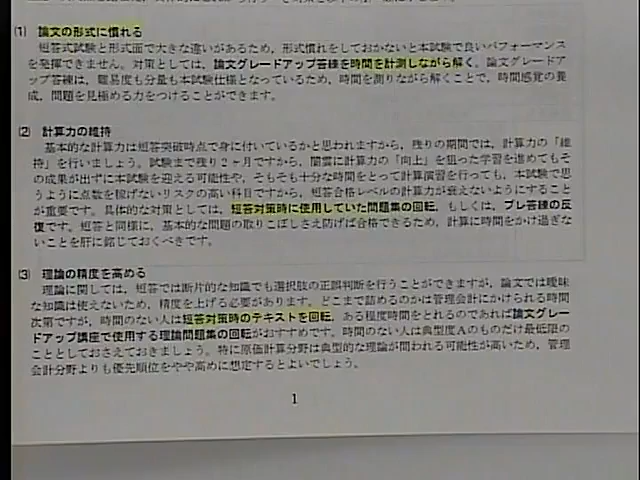 (1) 論文の形式に慣れる
短答式試験と形式面で大きな違いがあるため，形式慣れをしておかないと本試験で良いパフォーマンス
を発揮できません。対策としては，論文グレードアップ答練を時間を計測しながら解く。論文グレードア
ップ答練は，難易度も分量も本試験仕様となっているため，時間を測りながら解くことで，時間感覚の養
成，問題を見極める力をつけることができます。
(2) 計算力の維持
基本的な計算力は短答突破時点で身に付いているかと思われますから，残りの期間では，計算力の「維
持」を行いましょう。試験まで残り２ヶ月ですから，闇雲に計算力の「向上」を狙った学習を進めてもそ
の成果が出ずに本試験を迎える可能性や，そもそも十分な時間をとって計算演習を行っても，本試験で思
うように点数を稼げないリスクの高い科目ですから，短答合格レベルの計算力が衰えないようにすること
が重要です。具体的な対策としては，短答対策時に使用していた問題集の回転，もしくは，プレ答練の反
復です。短答と同様に，基本的な問題の取りこぼしさえ防げば合格できるため，計算に時間をかけ過ぎな
いことを肝に銘じておくべきです。
(3) 理論の精度を高める
理論に関しては，短答では断片的な知識でも選択肢の正誤判断を行うことができますが，論文では曖昧
な知識は使えないため，精度を上げる必要があります。どこまで詰めるのかは管理会計にかけられる時間
次第ですが，時間のない人は短答対策時のテキストを回転，ある程度時間をとれるのであれば論文グレー
ドアップ講座で使用する理論問題集の回転がおすすめです。時間のない人は典型度Ａのものだけ最低限の
こととしておさえておきましょう。特に原価計算分野は典型的な理論が問われる可能性が高いため，管理
会計分野よりも優先順位をやや高めに想定するとよいでしょう。
1